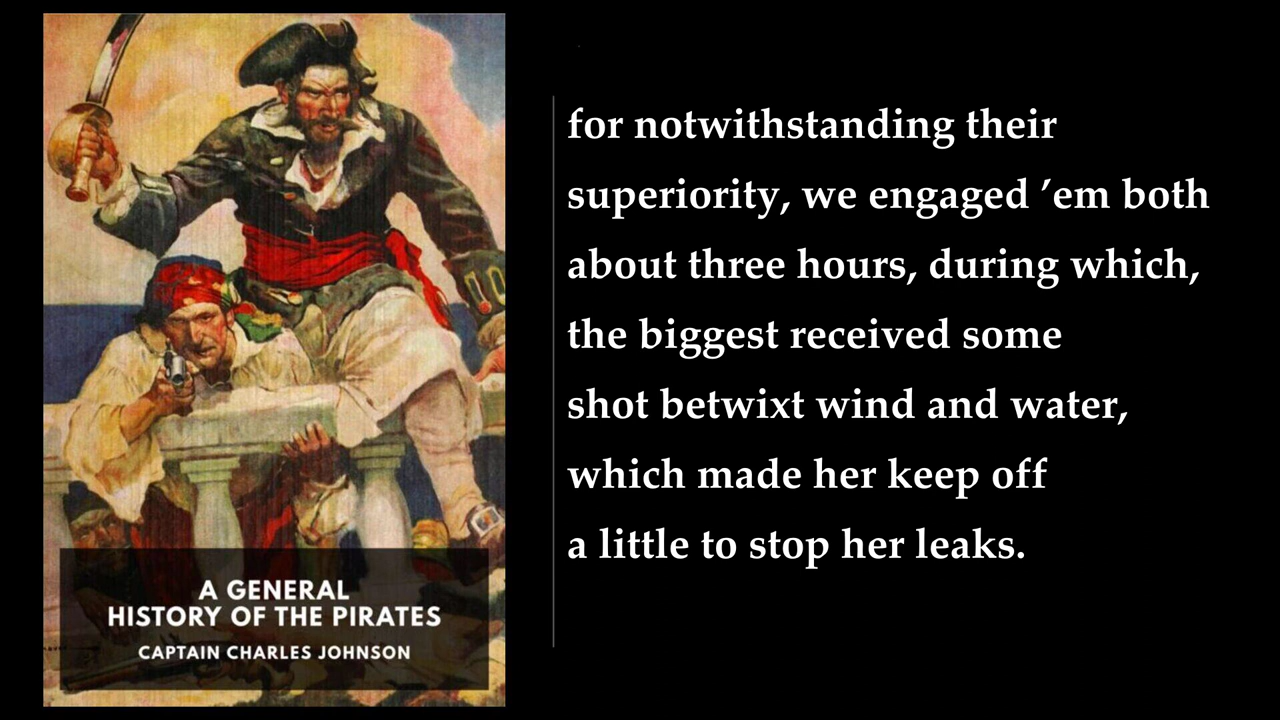 A GENERAL
HISTORY OF THE PIRATES
CAPTAIN CHARLES JOHNSON
for notwithstanding their
superiority, we engaged ’em both
about three hours, during which,
the biggest received some
shot betwixt wind and water,
which made her keep off
a little to stop her leaks.